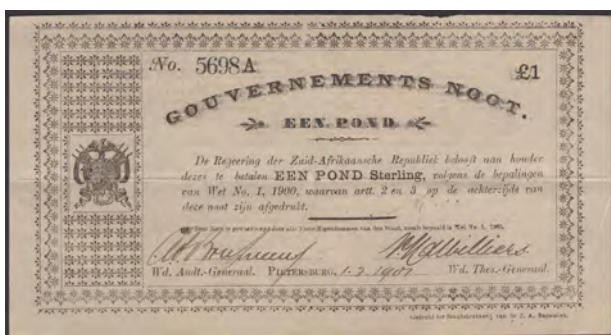 No. 5698A £1
GOUVERNEMENTS NOOT.
EEN POND
De Regeering der Zuid-Afrikaansche Republiek belooft aan houder
dezes te betalen EEN POND Sterling, volgens de bepalingen
van Wet No. 1, 1900, waarvan artt. 2 en 3 op de achterzijde van
deze noot zijn afgedrukt.
Wd. Audt.-Generaal. PIETERSBURG, 1.2.1901 Wd. Thes.-Generaal.